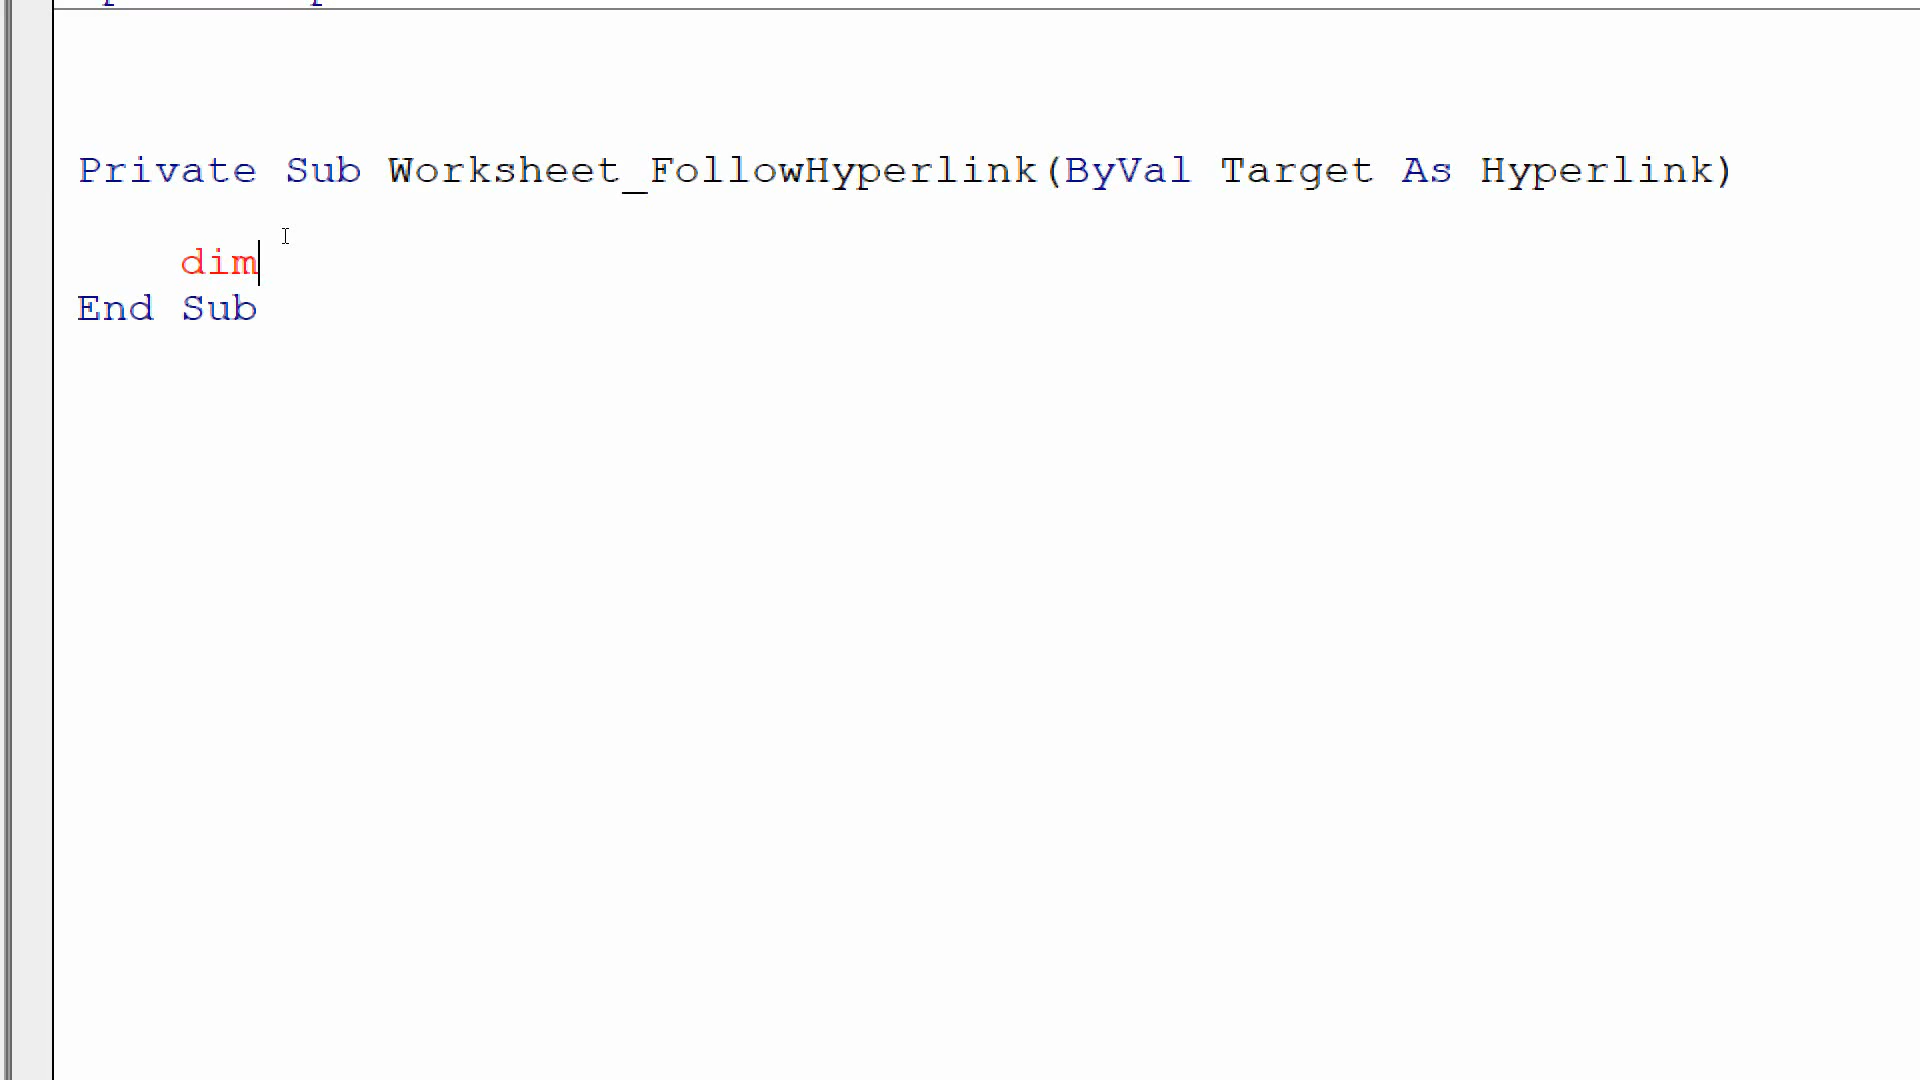 Private Sub Worksheet_FollowHyperlink(ByVal Target As Hyperlink)
dim
End Sub